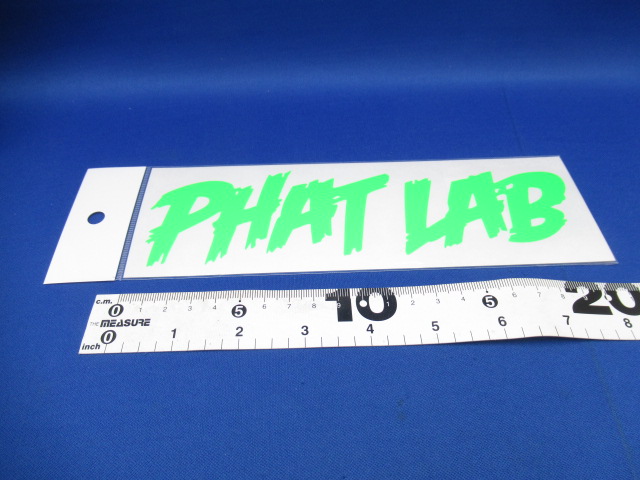 PHAT LAB
c.m. 0 1 2 3 4 5 6 7 8 9 10 1 2 3 4 5 6 7 8 9 20
THE MEASURE
inch 0 1 2 3 4 5 6 7 8